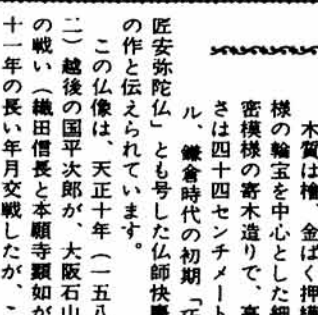 木質は檜、金ばく押模
様の輪宝を中心とした細
密模様の寄木造りで、高
さは四十四センチメート
ル、鎌倉時代の初期「巧
匠安弥陀仏」とも号した仏師快慶
の作と伝えられています。
この仏像は、天正十年（一五八
二）越後の国平次郎が、大阪石山
の戦い（織田信長と本願寺顕如が
十一年の長い年月交戦したが、こ